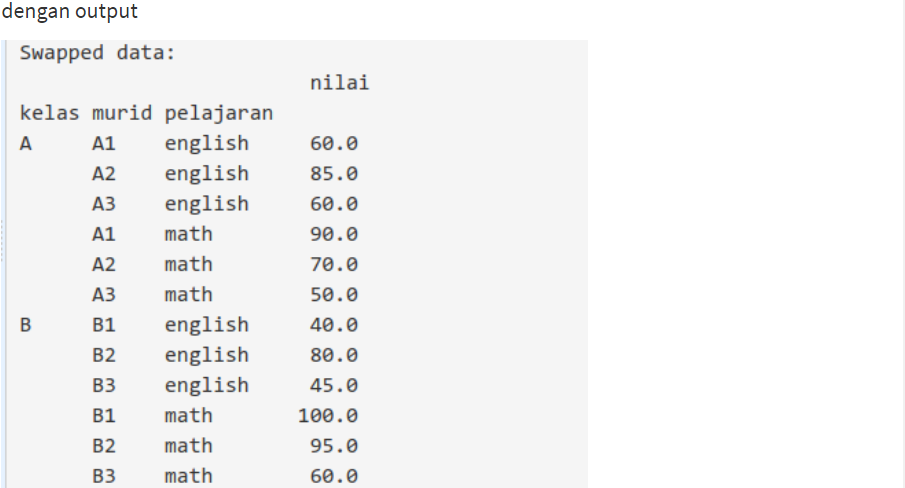 dengan output
Swapped data:
nilai
kelas murid pelajaran
A A1 english 60.0
A2 english 85.0
A3 english 60.0
A1 math 90.0
A2 math 70.0
A3 math 50.0
B B1 english 40.0
B2 english 80.0
B3 english 45.0
B1 math 100.0
B2 math 95.0
B3 math 60.0